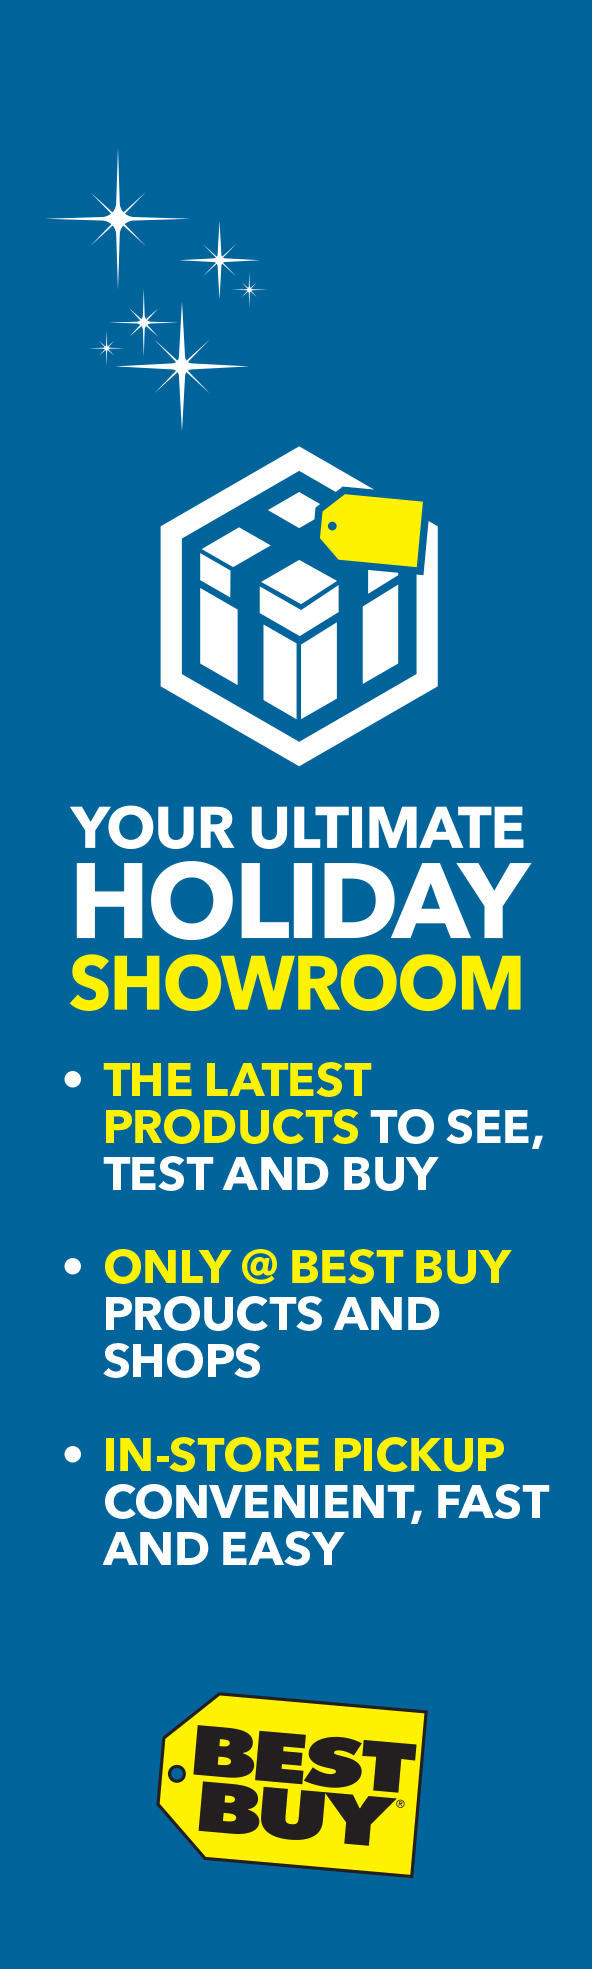 YOUR ULTIMATE
HOLIDAY
SHOWROOM
• THE LATEST
PRODUCTS TO SEE,
TEST AND BUY
• ONLY @ BEST BUY
PROUCTS AND
SHOPS
• IN-STORE PICKUP
CONVENIENT, FAST
AND EASY
BEST
BUY®